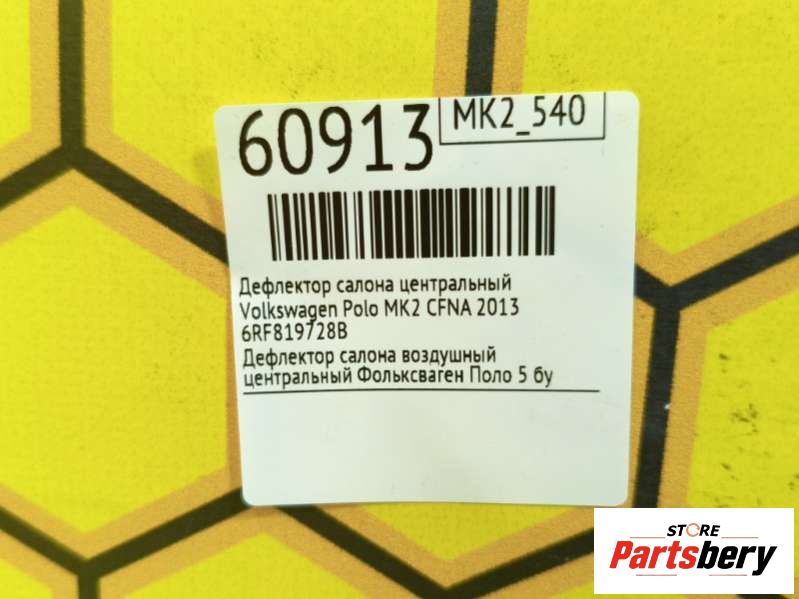 60913
MK2_540
Дефлектор салона центральный
Volkswagen Polo MK2 CFNA 2013
6RF819728B
Дефлектор салона воздушный
центральный Фольксваген Поло 5 бу
STORE
Partsbery